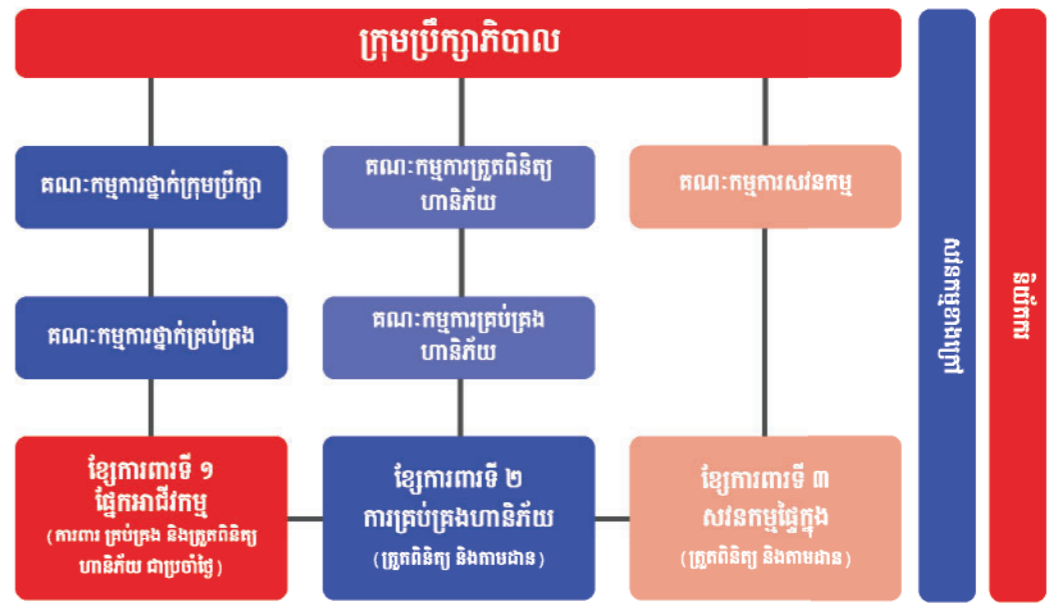 ក្រុមប្រឹក្សាភិបាល
គណៈកម្មការថ្នាក់ក្រុមប្រឹក្សា
គណៈកម្មការត្រួតពិនិត្យ
ហានិភ័យ
គណៈកម្មការសវនកម្ម
គណៈកម្មការថ្នាក់គ្រប់គ្រង
គណៈកម្មការគ្រប់គ្រង
ហានិភ័យ
ខ្សែការពារទី ១
ផ្នែកអាជីវកម្ម
(ការពារ គ្រប់គ្រង និងត្រួតពិនិត្យ
ហានិភ័យ ជាប្រចាំថ្ងៃ)
ខ្សែការពារទី ២
ការគ្រប់គ្រងហានិភ័យ
(ត្រួតពិនិត្យ និងតាមដាន)
ខ្សែការពារទី ៣
សវនកម្មផ្ទៃក្នុង
(ត្រួតពិនិត្យ និងតាមដាន)
សវនកម្មខាងក្រៅ
និយ័តករ